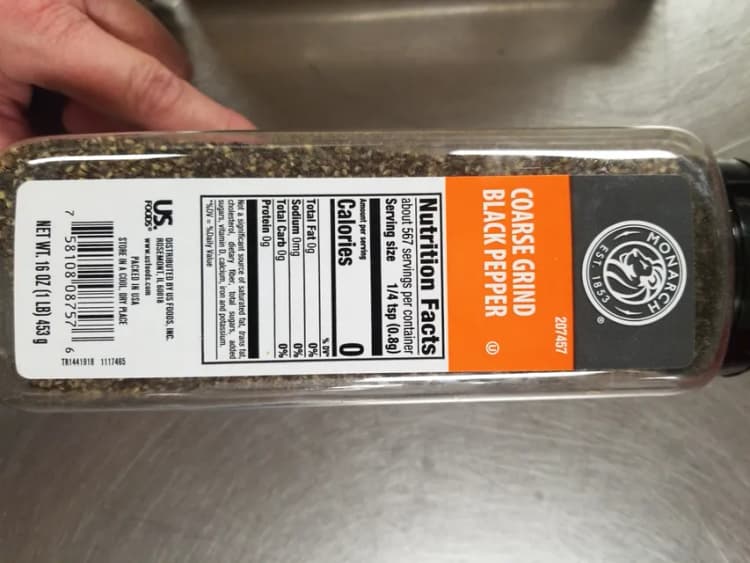 MONARCH
EST. 1853
®
207457
COARSE GRIND
BLACK PEPPER
U
Nutrition Facts
about 567 servings per container
Serving size 1/4 tsp (0.8g)
Amount per serving
Calories 0
% DV*
Total Fat 0g 0%
Sodium 0mg 0%
Total Carb 0g 0%
Protein 0g
Not a significant source of saturated fat, trans fat,
cholesterol, dietary fiber, total sugars, added
sugars, vitamin D, calcium, iron and potassium.
*%DV = %Daily Value
US.
FOODS®
DISTRIBUTED BY US FOODS, INC.
ROSEMONT, IL 60018
www.usfoods.com
PACKED IN USA
STORE IN A COOL, DRY PLACE
7 58108 08757 6
TR1441918 1117465
NET WT. 16 OZ (1 LB) 453 g